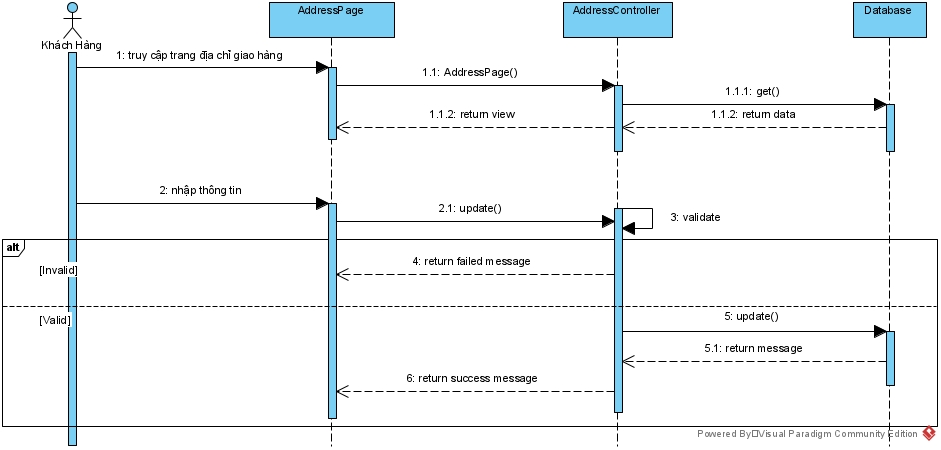 AddressPage
AddressController
Database
Khách Hàng
1: truy cập trang địa chỉ giao hàng
1.1: AddressPage()
1.1.1: get()
1.1.2: return view
1.1.2: return data
2: nhập thông tin
2.1: update()
3: validate
alt
4: return failed message
[Invalid]
[Valid]
5: update()
5.1: return message
6: return success message
Powered By Visual Paradigm Community Edition